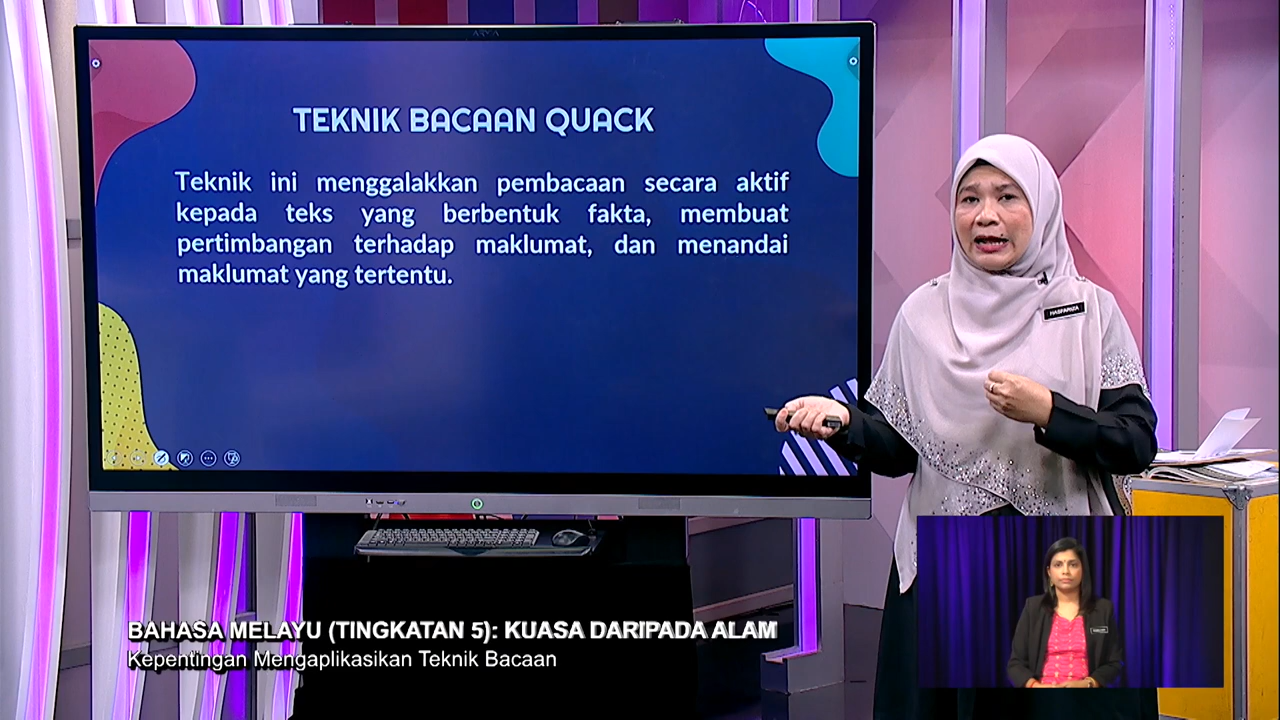 TEKNIK BACAAN QUACK
Teknik ini menggalakkan pembacaan secara aktif
kepada teks yang berbentuk fakta, membuat
pertimbangan terhadap maklumat, dan menandai
maklumat yang tertentu.
HASFARIZA
BAHASA MELAYU (TINGKATAN 5): KUASA DARIPADA ALAM
Kepentingan Mengaplikasikan Teknik Bacaan